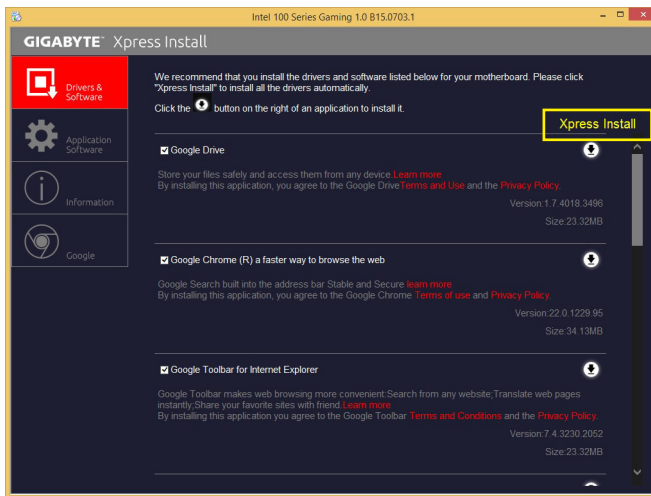 Intel 100 Series Gaming 1.0 B15.0703.1
GIGABYTE™ Xpress Install
Drivers &
Software
Application
Software
Information
Google
We recommend that you install the drivers and software listed below for your motherboard. Please click
"Xpress Install" to install all the drivers automatically.
Click the button on the right of an application to install it.
Xpress Install
Google Drive
Store your files safely and access them from any device.Learn more
By installing this application, you agree to the Google DriveTerms and Use and the Privacy Policy.
Version:1.7.4018.3496
Size:23.32MB
Google Chrome (R) a faster way to browse the web
Google Search built into the address bar Stable and Secure learn more
By installing this application, you agree to the Google Chrome Terms of use and Privacy Policy.
Version:22.0.1229.95
Size:34.13MB
Google Toolbar for Internet Explorer
Google Toolbar makes web browsing more convenient.Search from any website;Translate web pages
instantly;Share your favorite sites with friend.Learn more
By installing this application you agree to the Google Toolbar Terms and Conditions and the Privacy Policy.
Version:7.4.3230.2052
Size:23.32MB